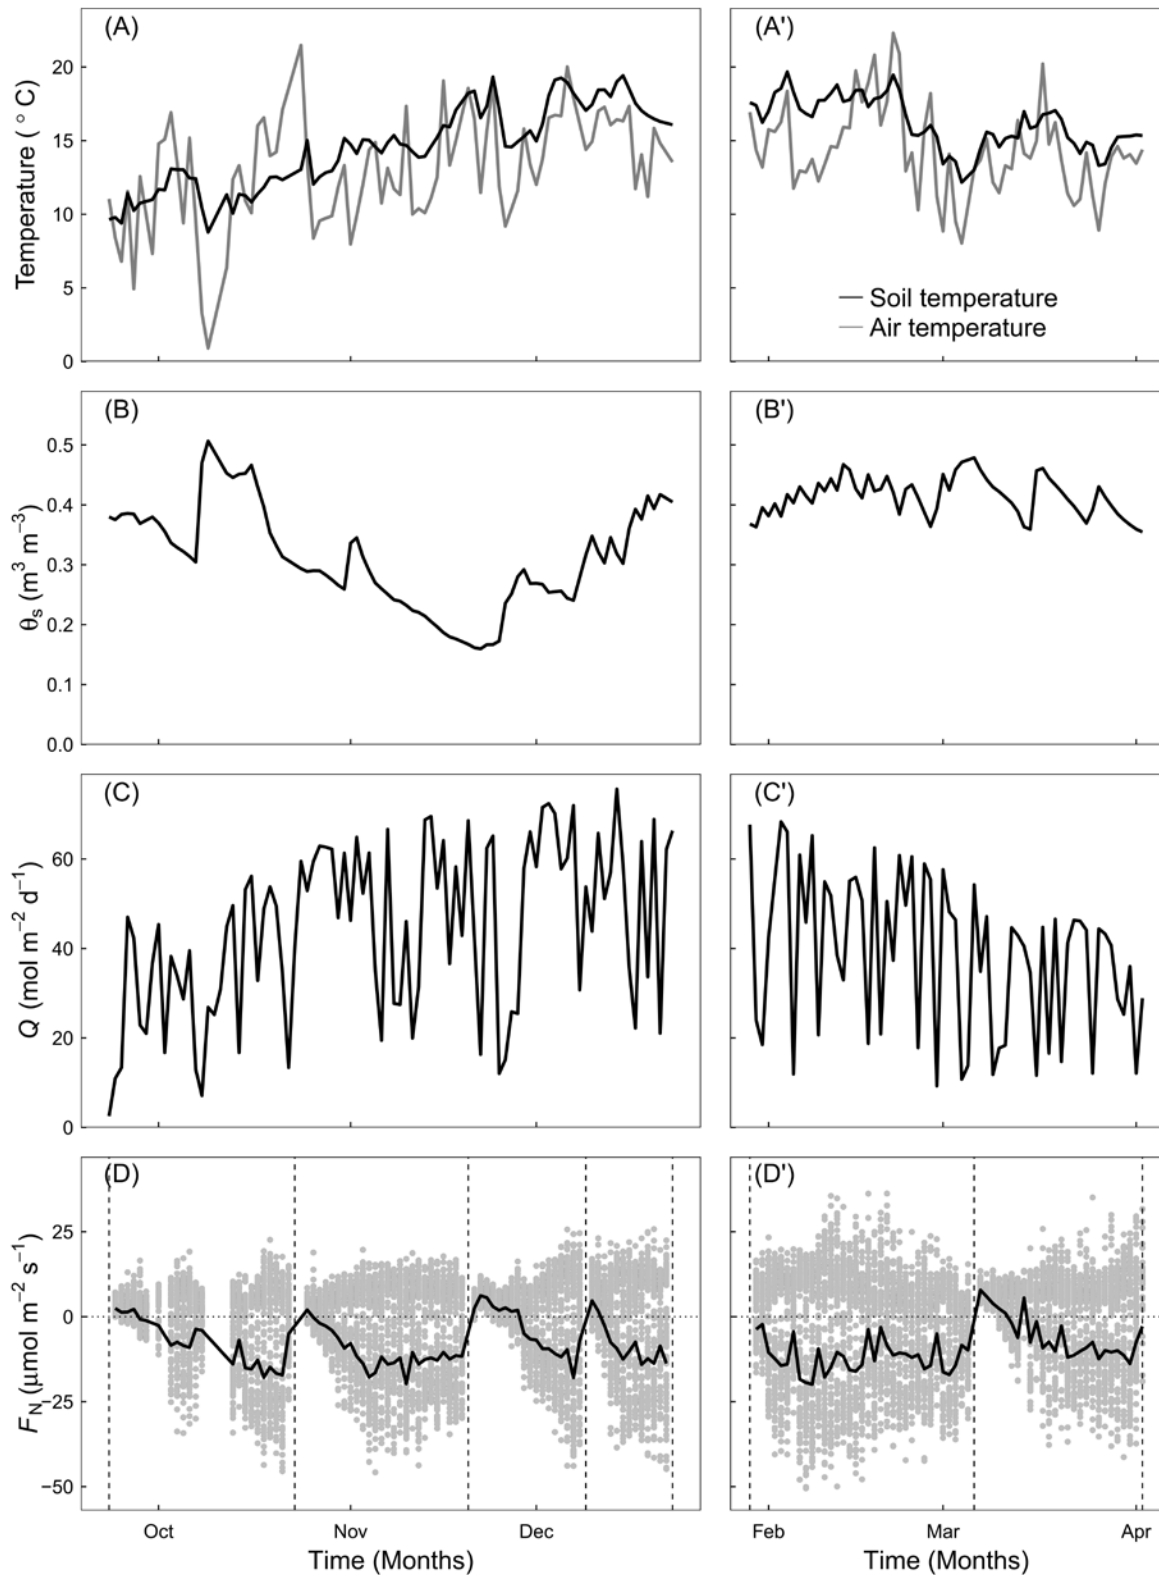 (A)
(A')
Temperature ( ° C)
20
15
10
5
0
Soil temperature
Air temperature
(B)
(B')
θs (m³ m⁻³)
0.5
0.4
0.3
0.2
0.1
0.0
(C)
(C')
Q (mol m⁻² d⁻¹)
60
40
20
0
(D)
(D')
FN (μmol m⁻² s⁻¹)
25
0
−25
−50
Oct Nov Dec Feb Mar Apr
Time (Months) Time (Months)